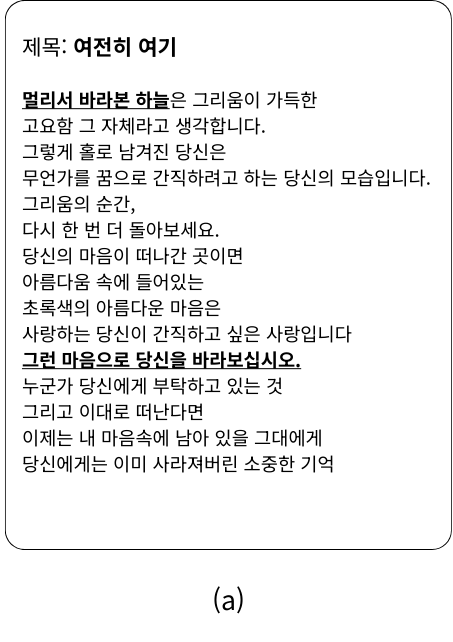 제목: 여전히 여기
멀리서 바라본 하늘은 그리움이 가득한
고요함 그 자체라고 생각합니다.
그렇게 홀로 남겨진 당신은
무언가를 꿈으로 간직하려고 하는 당신의 모습입니다.
그리움의 순간,
다시 한 번 더 돌아보세요.
당신의 마음이 떠나간 곳이면
아름다움 속에 들어있는
초록색의 아름다운 마음은
사랑하는 당신이 간직하고 싶은 사랑입니다
그런 마음으로 당신을 바라보십시오.
누군가 당신에게 부탁하고 있는 것
그리고 이대로 떠난다면
이제는 내 마음속에 남아 있을 그대에게
당신에게는 이미 사라져버린 소중한 기억
(a)